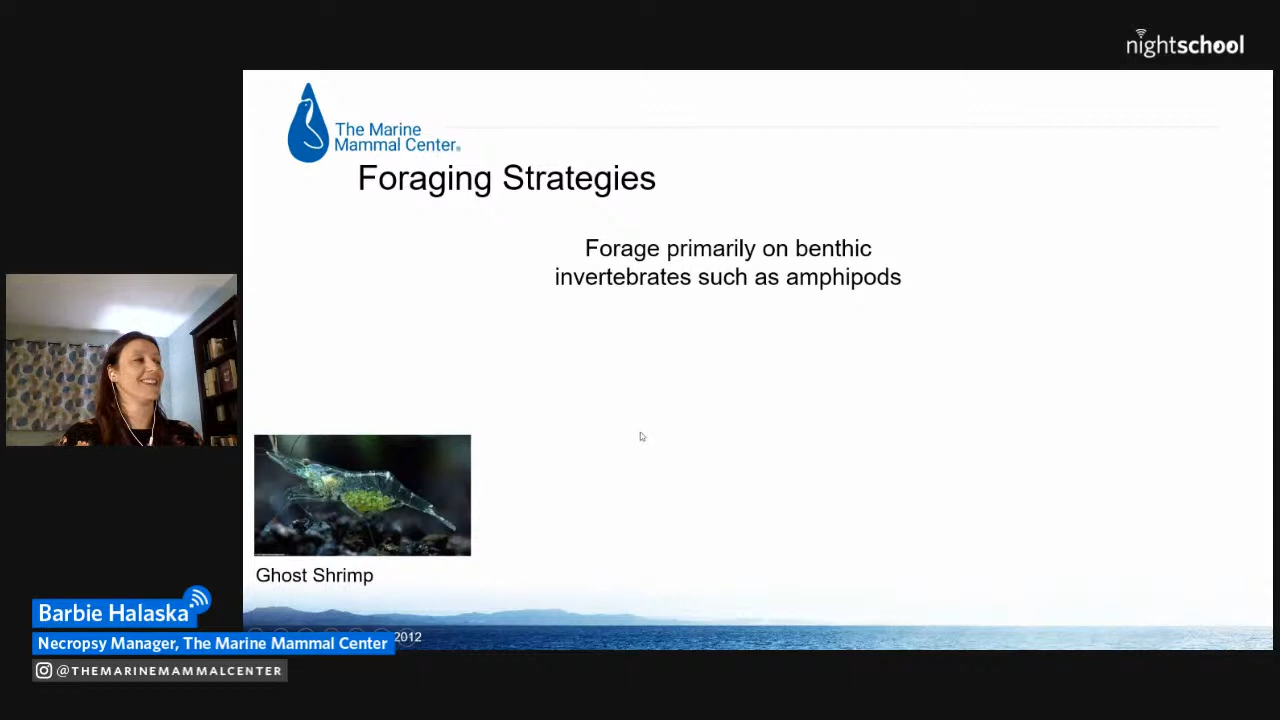 nightschool
The Marine
Mammal Center®
Foraging Strategies
Forage primarily on benthic
invertebrates such as amphipods
Ghost Shrimp
Barbie Halaska
Necropsy Manager, The Marine Mammal Center
2012
@THEMARINEMAMMALCENTER